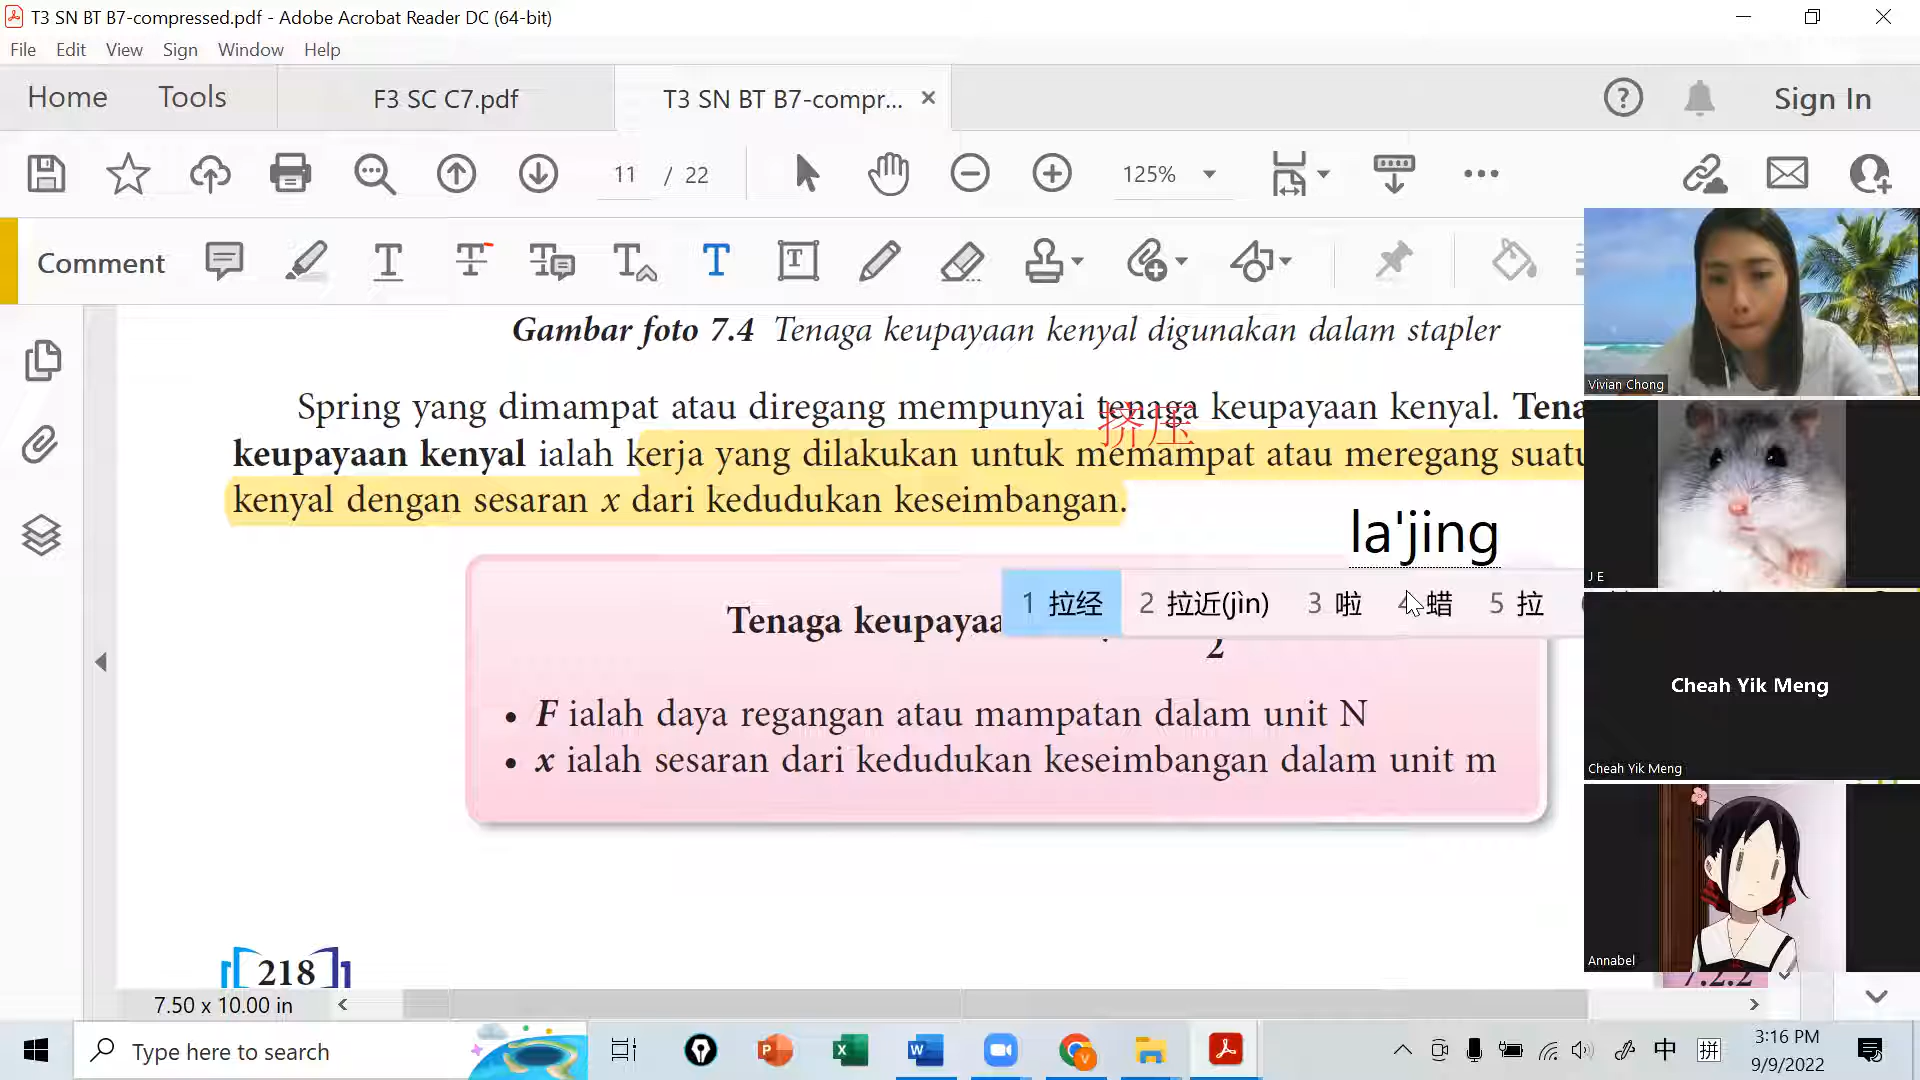 T3 SN BT B7-compressed.pdf - Adobe Acrobat Reader DC (64-bit)
File Edit View Sign Window Help
Home Tools F3 SC C7.pdf T3 SN BT B7-compr... Sign In
11 / 22 125%
Comment
Gambar foto 7.4 Tenaga keupayaan kenyal digunakan dalam stapler
Spring yang dimampat atau diregang mempunyai tenaga keupayaan kenyal. Tena
挤压
keupayaan kenyal ialah kerja yang dilakukan untuk memampat atau meregang suatu
kenyal dengan sesaran x dari kedudukan keseimbangan.
la'jing
1 拉经 2 拉近(jìn) 3 啦 4 蜡 5 拉
Tenaga keupayaa
2
• F ialah daya regangan atau mampatan dalam unit N
• x ialah sesaran dari kedudukan keseimbangan dalam unit m
218
7.2.2
7.50 x 10.00 in
Vivian Chong
J E
Cheah Yik Meng
Cheah Yik Meng
Annabel
Type here to search
中 拼
3:16 PM
9/9/2022